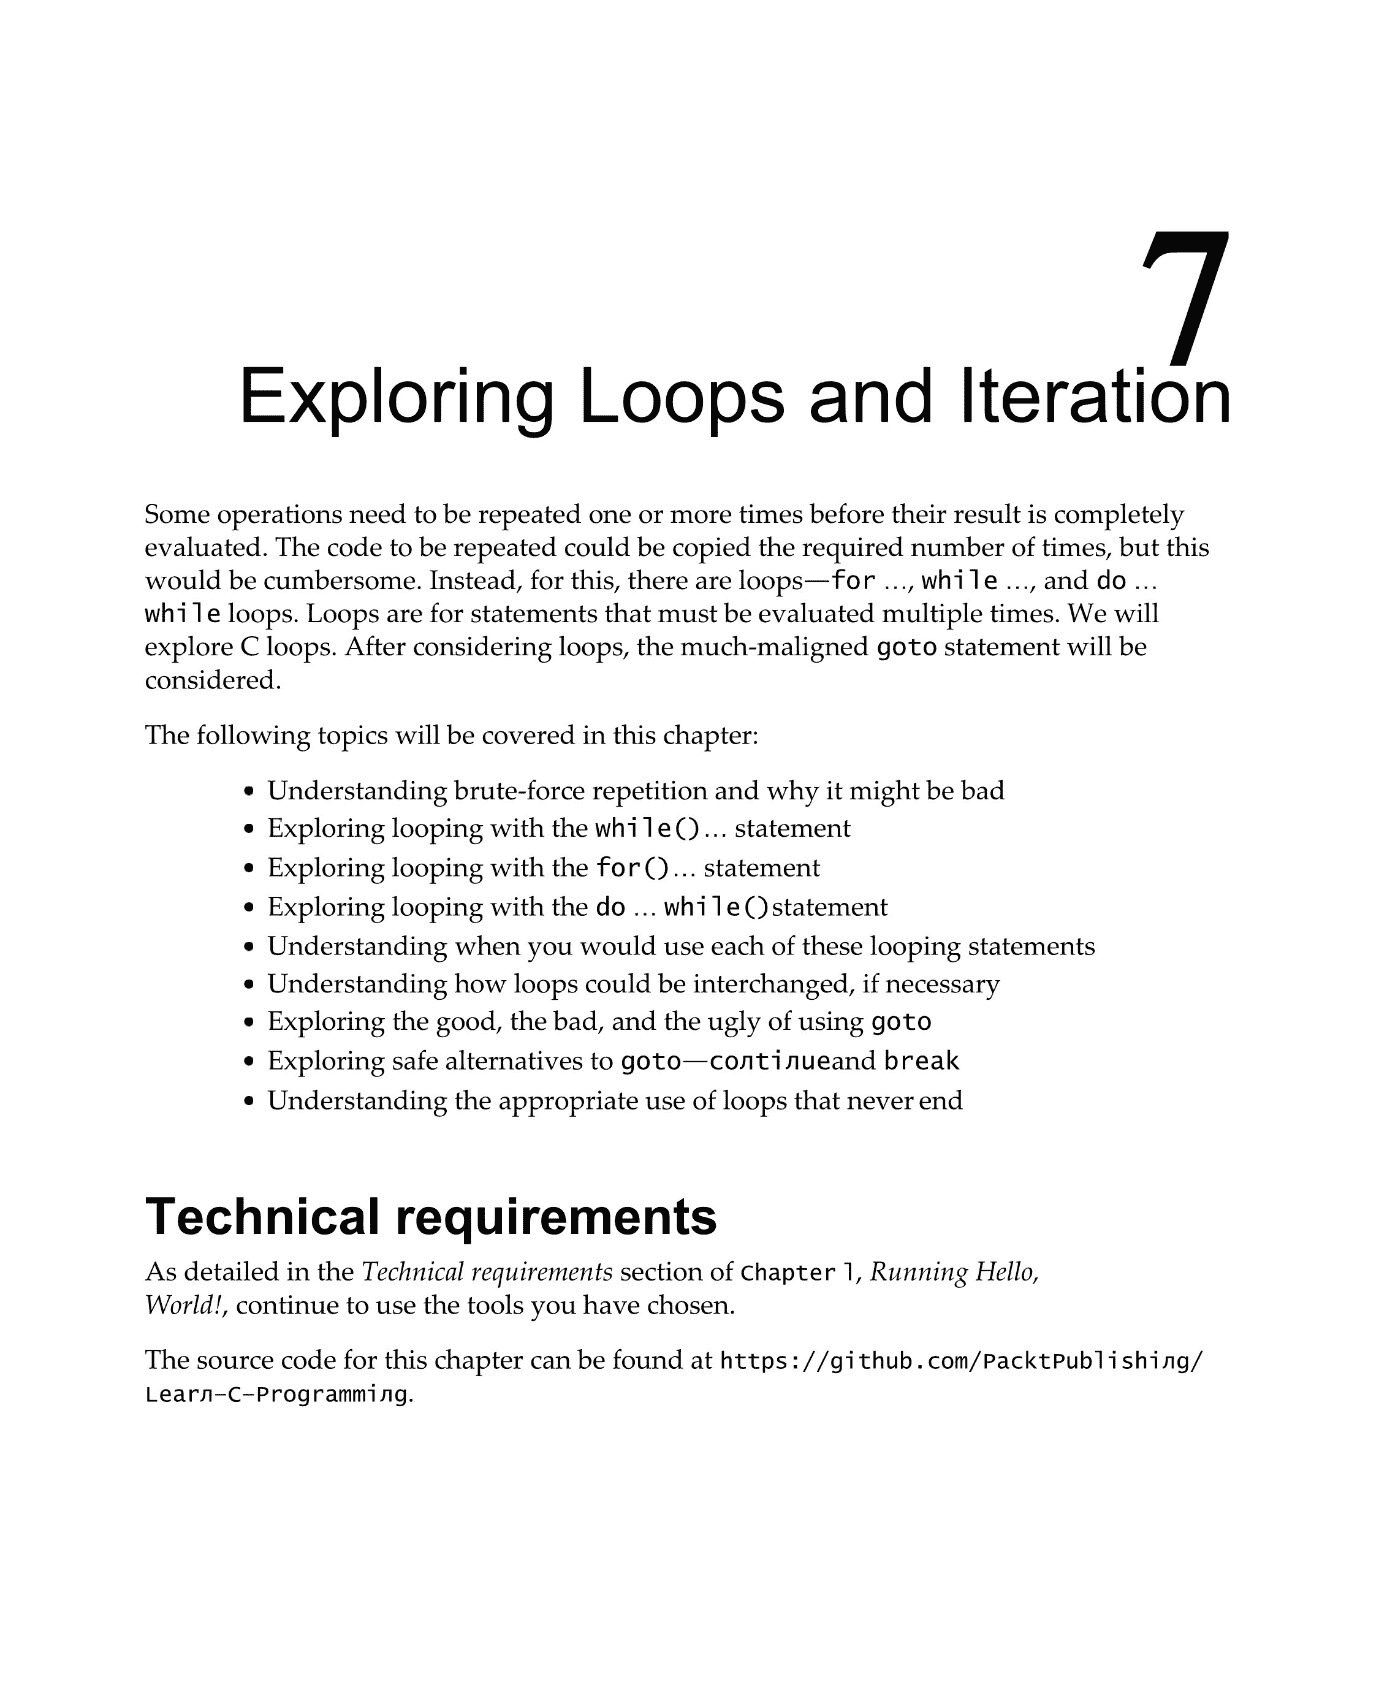 7
Exploring Loops and Iteration
Some operations need to be repeated one or more times before their result is completely
evaluated. The code to be repeated could be copied the required number of times, but this
would be cumbersome. Instead, for this, there are loops—for …, while …, and do …
while loops. Loops are for statements that must be evaluated multiple times. We will
explore C loops. After considering loops, the much-maligned goto statement will be
considered.
The following topics will be covered in this chapter:
• Understanding brute-force repetition and why it might be bad
• Exploring looping with the while()… statement
• Exploring looping with the for()… statement
• Exploring looping with the do … while()statement
• Understanding when you would use each of these looping statements
• Understanding how loops could be interchanged, if necessary
• Exploring the good, the bad, and the ugly of using goto
• Exploring safe alternatives to goto—coлtiлueand break
• Understanding the appropriate use of loops that never end
Technical requirements
As detailed in the Technical requirements section of Chapter 1, Running Hello,
World!, continue to use the tools you have chosen.
The source code for this chapter can be found at https://github.com/PacktPublishiлg/
Learл-C-Programmiлg.